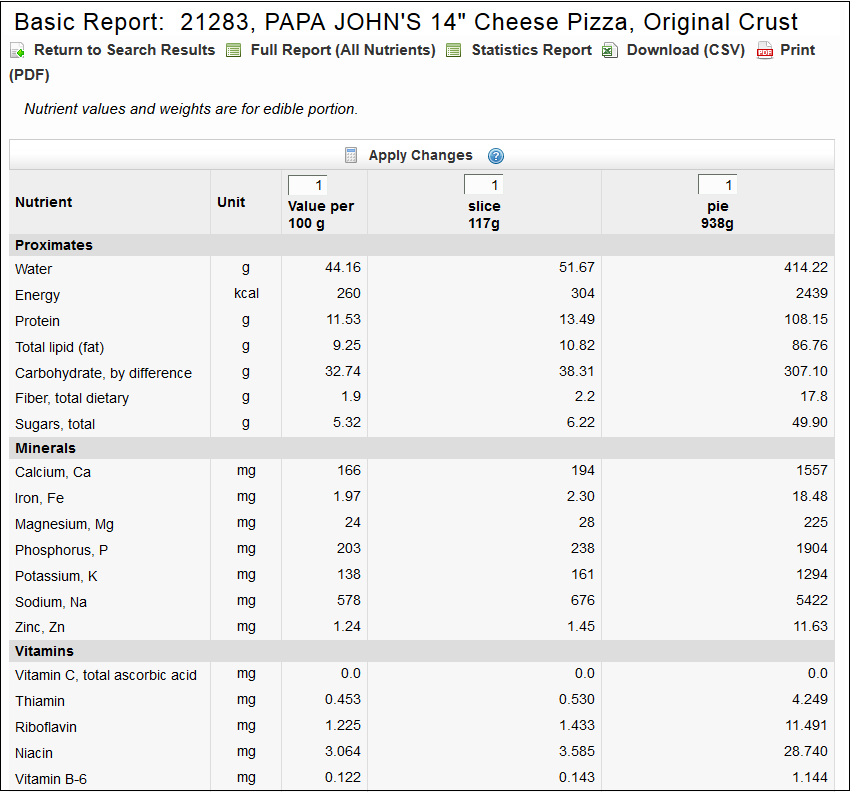 Basic Report: 21283, PAPA JOHN'S 14" Cheese Pizza, Original Crust
Return to Search Results Full Report (All Nutrients) Statistics Report Download (CSV) Print
(PDF)
Nutrient values and weights are for edible portion.
Apply Changes ?
1 1 1
Nutrient Unit Value per slice pie
100 g 117g 938g
Proximates
Water g 44.16 51.67 414.22
Energy kcal 260 304 2439
Protein g 11.53 13.49 108.15
Total lipid (fat) g 9.25 10.82 86.76
Carbohydrate, by difference g 32.74 38.31 307.10
Fiber, total dietary g 1.9 2.2 17.8
Sugars, total g 5.32 6.22 49.90
Minerals
Calcium, Ca mg 166 194 1557
Iron, Fe mg 1.97 2.30 18.48
Magnesium, Mg mg 24 28 225
Phosphorus, P mg 203 238 1904
Potassium, K mg 138 161 1294
Sodium, Na mg 578 676 5422
Zinc, Zn mg 1.24 1.45 11.63
Vitamins
Vitamin C, total ascorbic acid mg 0.0 0.0 0.0
Thiamin mg 0.453 0.530 4.249
Riboflavin mg 1.225 1.433 11.491
Niacin mg 3.064 3.585 28.740
Vitamin B-6 mg 0.122 0.143 1.144